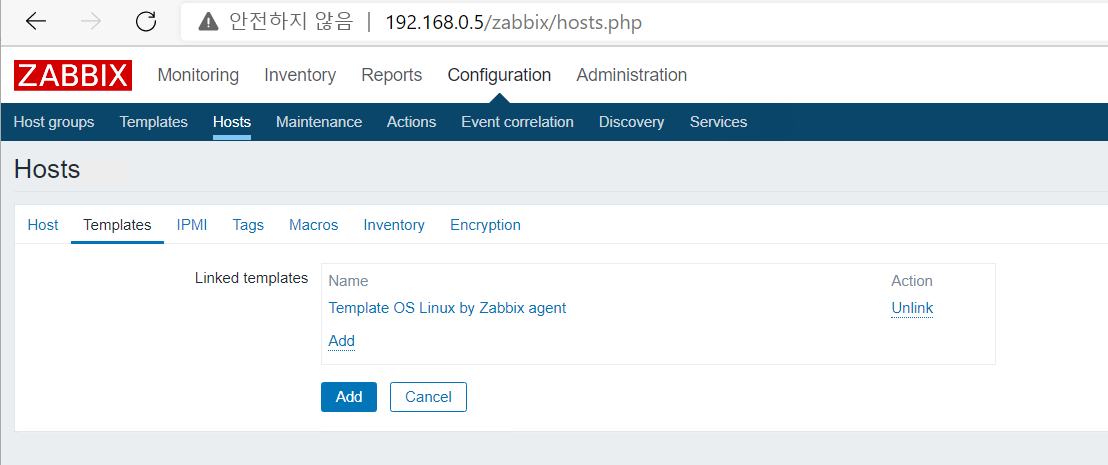 안전하지 않음 | 192.168.0.5/zabbix/hosts.php
ZABBIX Monitoring Inventory Reports Configuration Administration
Host groups Templates Hosts Maintenance Actions Event correlation Discovery Services
Hosts
Host Templates IPMI Tags Macros Inventory Encryption
Linked templates Name Action
Template OS Linux by Zabbix agent Unlink
Add
Add Cancel